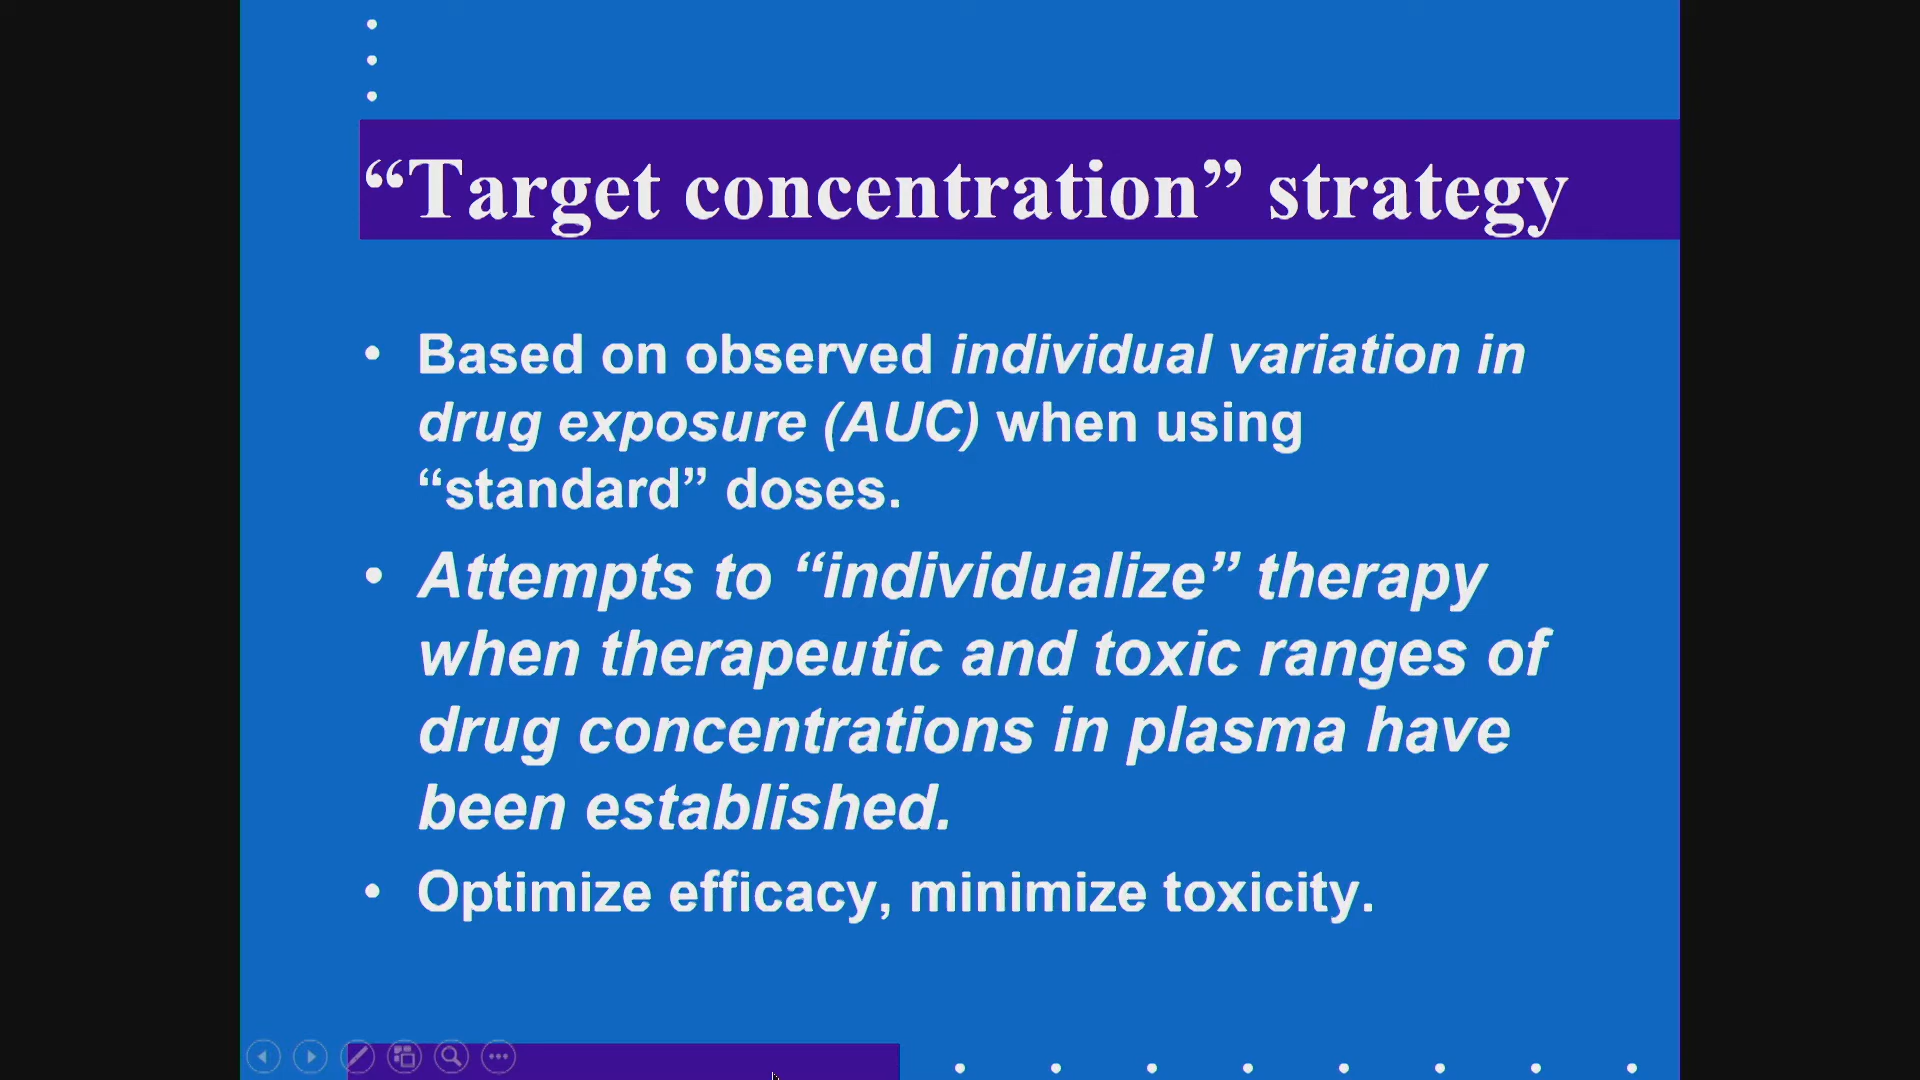 “Target concentration” strategy
• Based on observed individual variation in
drug exposure (AUC) when using
“standard” doses.
• Attempts to “individualize” therapy
when therapeutic and toxic ranges of
drug concentrations in plasma have
been established.
• Optimize efficacy, minimize toxicity.